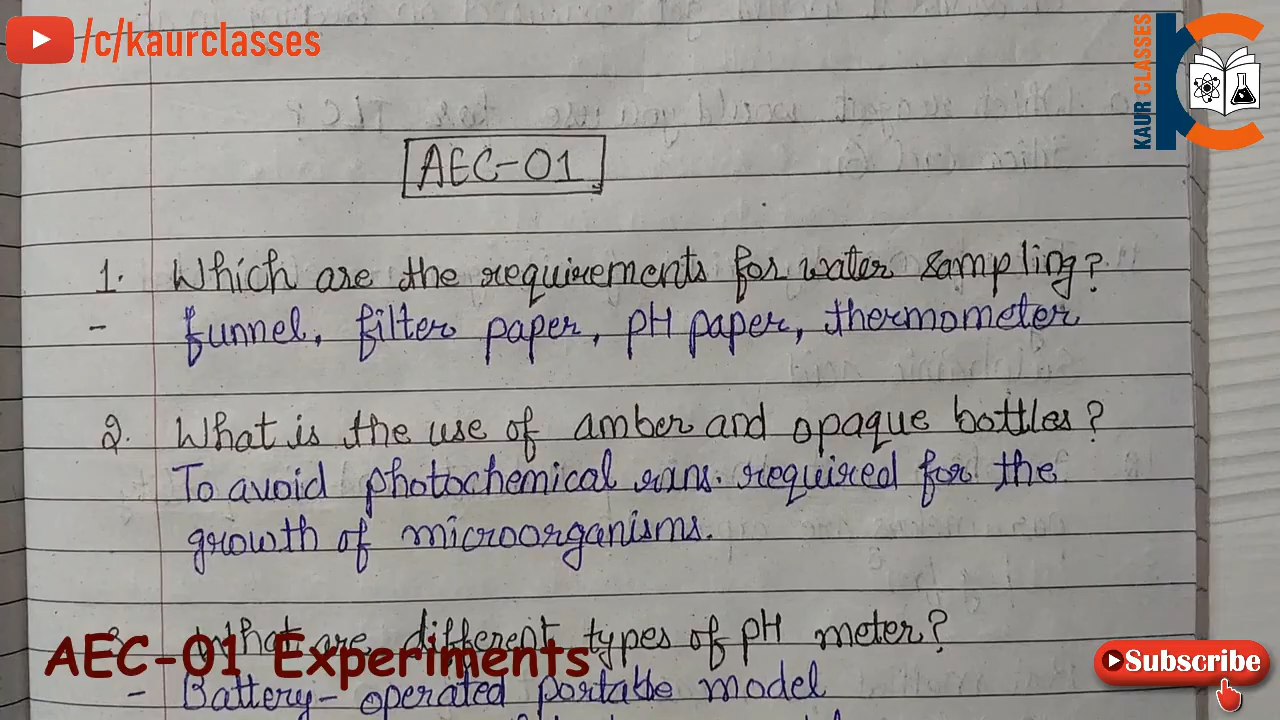 /c/kaurclasses
KAUR CLASSES
AEC-01
1. Which are the requirements for water sampling?
- funnel, filter paper, pH paper, thermometer
2. What is the use of amber and opaque bottles?
To avoid photochemical rxns. required for the
growth of microorganisms.
What are different types of pH meter?
AEC-01 Experiments
- Battery-operated portable model
Subscribe